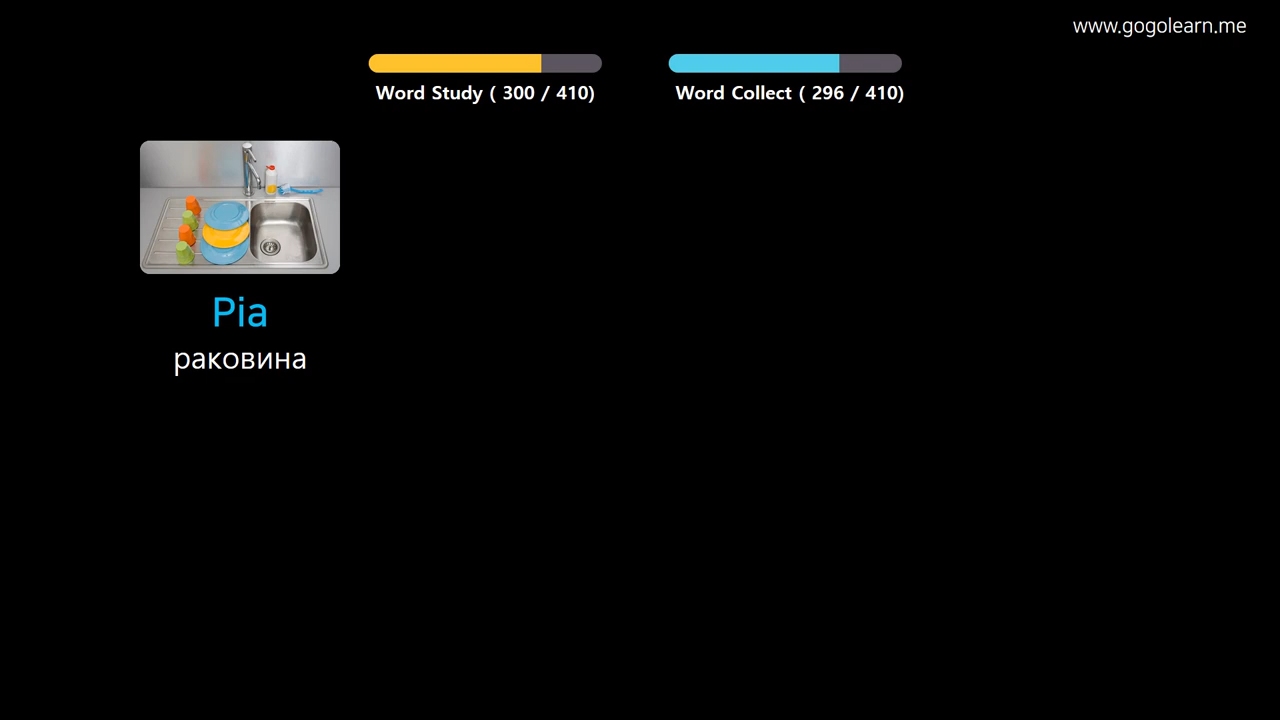 www.gogolearn.me
Word Study ( 300 / 410)
Word Collect ( 296 / 410)
Pia
раковина